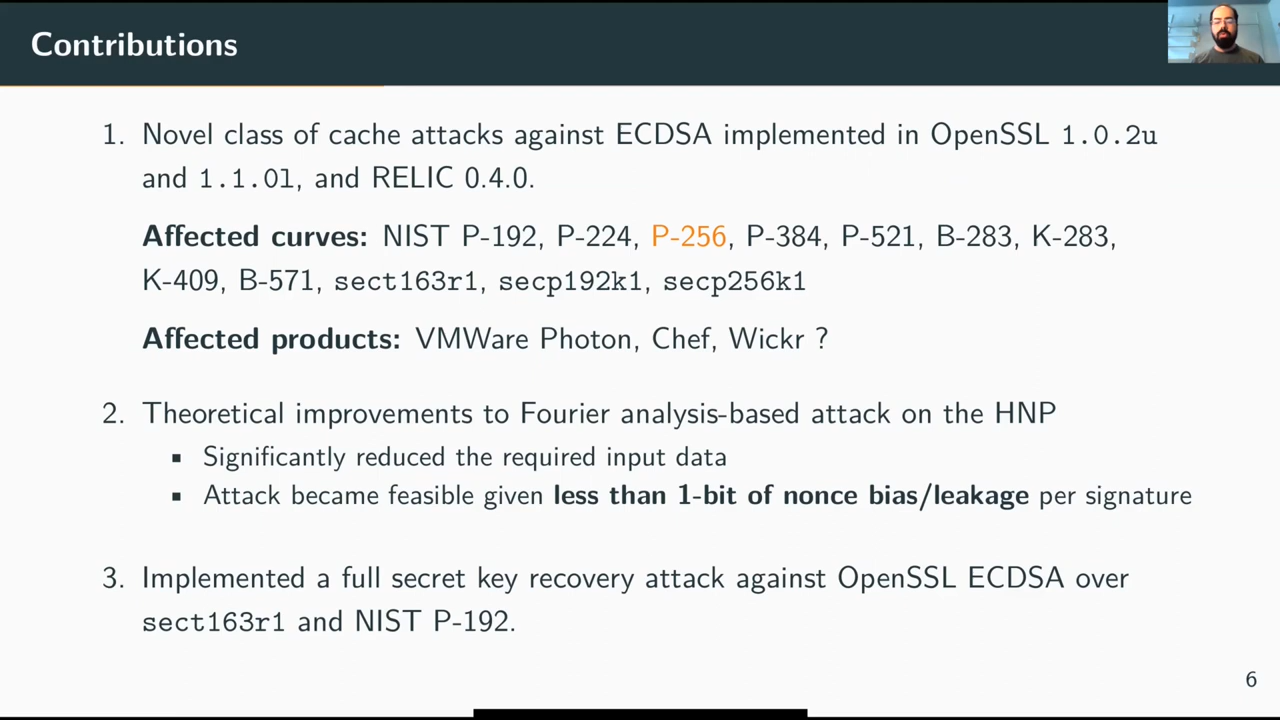 Contributions
1. Novel class of cache attacks against ECDSA implemented in OpenSSL 1.0.2u
and 1.1.0l, and RELIC 0.4.0.
Affected curves: NIST P-192, P-224, P-256, P-384, P-521, B-283, K-283,
K-409, B-571, sect163r1, secp192k1, secp256k1
Affected products: VMWare Photon, Chef, Wickr ?
2. Theoretical improvements to Fourier analysis-based attack on the HNP
▪ Significantly reduced the required input data
▪ Attack became feasible given less than 1-bit of nonce bias/leakage per signature
3. Implemented a full secret key recovery attack against OpenSSL ECDSA over
sect163r1 and NIST P-192.
6